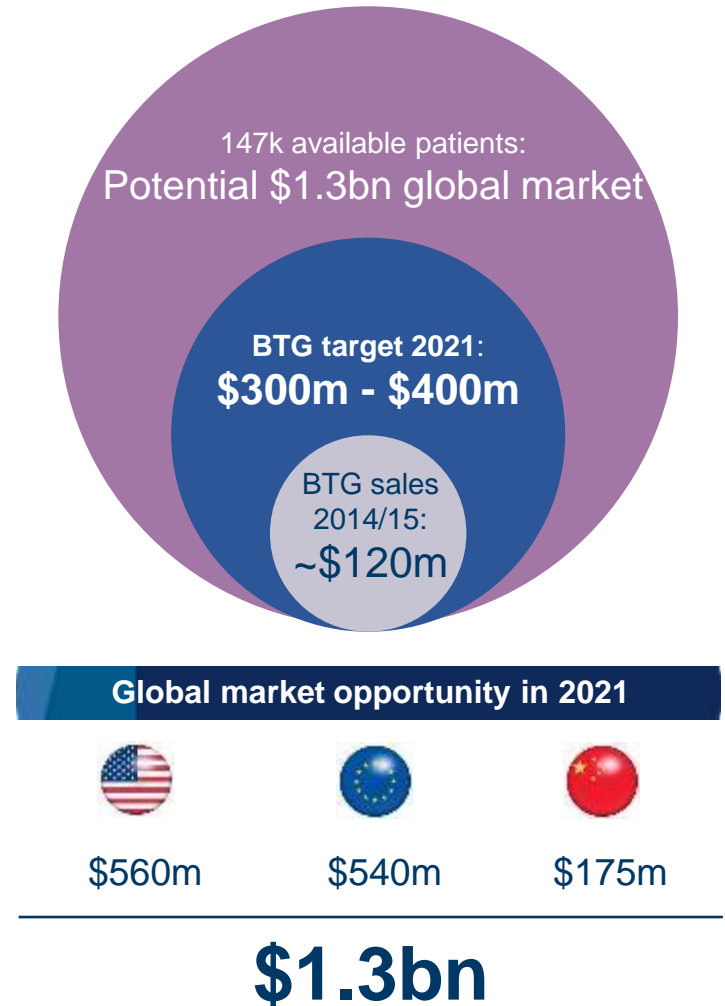 147k available patients:
Potential $1.3bn global market
BTG target 2021:
$300m - $400m
BTG sales
2014/15:
~$120m
Global market opportunity in 2021
$560m
$540m
$175m
$1.3bn